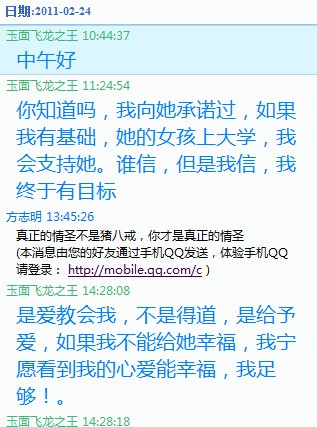 日期:2011-02-24
玉面飞龙之王 10:44:37
中午好
玉面飞龙之王 11:24:54
你知道吗，我向她承诺过，如果
我有基础，她的女孩上大学，我
会支持她。谁信，但是我信，我
终于有目标
方志明 13:45:26
真正的情圣不是猪八戒，你才是真正的情圣
(本消息由您的好友通过手机QQ发送，体验手机QQ
请登录： http://mobile.qq.com/c )
玉面飞龙之王 14:28:08
是爱教会我，不是得道，是给予
爱，如果我不能给她幸福，我宁
愿看到我的心爱能幸福，我足
够！。
玉面飞龙之王 14:28:18